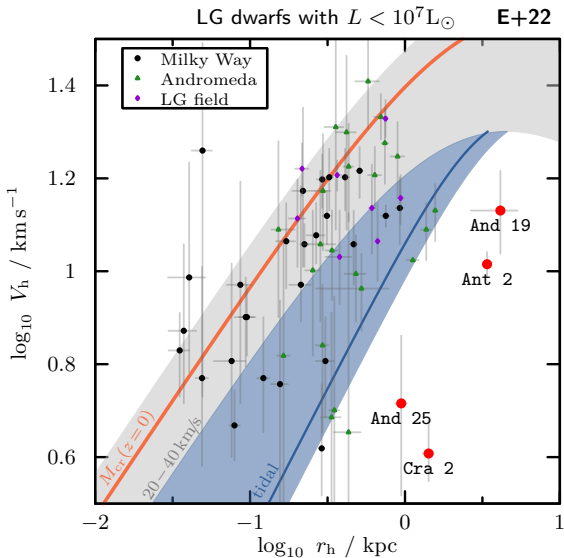 LG dwarfs with L < 10⁷L☉ E+22
Milky Way
Andromeda
LG field
1.4
1.2
1
0.8
0.6
log₁₀ Vₕ / km s⁻¹
And 19
Ant 2
And 25
Cra 2
M_cr(z=0)
20−40 km/s
tidal
−2 −1 0 1
log₁₀ rₕ / kpc